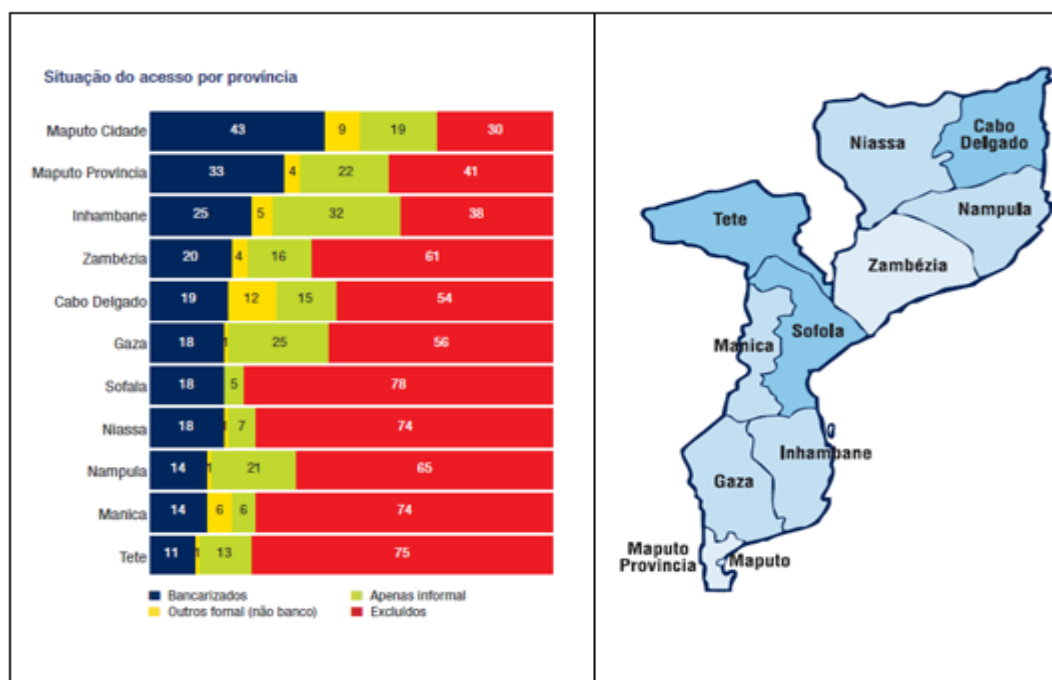 Situação do acesso por província
Maputo Cidade 43 9 19 30
Maputo Província 33 4 22 41
Inhambane 25 5 32 38
Zambézia 20 4 16 61
Cabo Delgado 19 12 15 54
Gaza 18 1 25 56
Sofala 18 5 78
Niassa 18 1 7 74
Nampula 14 1 21 65
Manica 14 6 6 74
Tete 11 1 13 75
Bancarizados Apenas informal
Outros fomal (não banco) Excluídos
Cabo
Delgado
Niassa
Nampula
Tete
Zambézia
Sofola
Manica
Inhambane
Gaza
Maputo
Provincia
Maputo